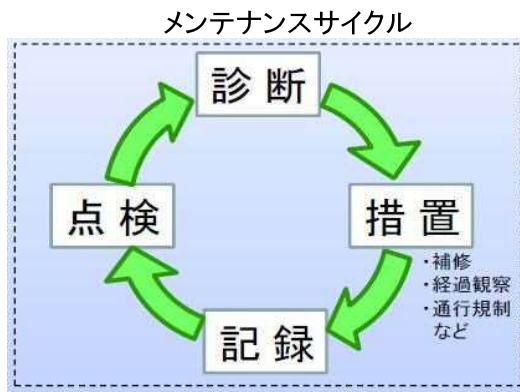 メンテナンスサイクル
診断
点検
措置
・補修
・経過観察
・通行規制
など
記録